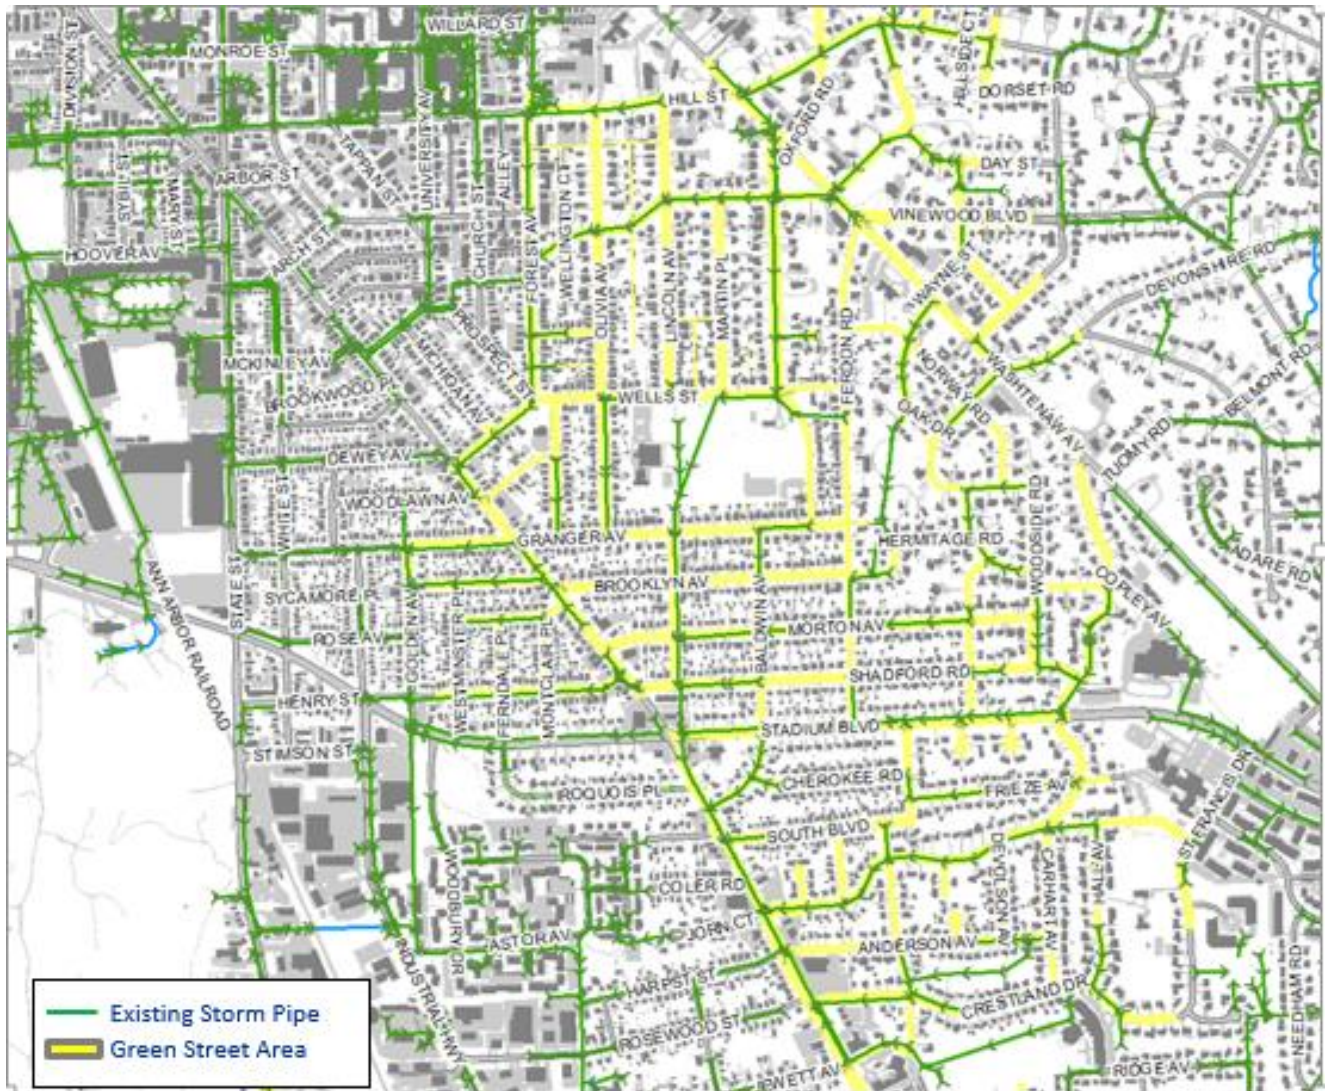 WILLARD ST
MONROE ST
DIVISION ST
HILL ST
HILLSIDE CT
DORSET RD
OXFORD RD
TAPPAN ST
UNIVERSITY AV
CHURCH ST
ALLEY
SYBIL ST
MARY ST
ARBOR ST
DAY ST
VINEWOOD BLVD
HOOVER AV
ARCH ST
FOREST AV
WELLINGTON CT
OLIVIA AV
LINCOLN AV
MARTIN PL
WAYNE ST
DEVONSHIRE RD
PROSPECT ST
MICHIGAN AV
MCKINLEY AV
BROOKWOOD
FERDON RD
NORWAY RD
WASHTENAW AV
BELMONT RD
WELLS ST
OAK DR
TUOMY RD
DEWEY AV
WHITE ST
WOODLAWN AV
GRANGER AV
HERMITAGE RD
WOODSIDE RD
ADARE RD
ANN ARBOR RAILROAD
STATE ST
SYCAMORE PL
BROOKLYN AV
COPLEY AV
GOLDEN AV
WESTMINSTER PL
FERNDALE PL
MONTCLAIR PL
ROSE AV
BALDWIN AV
MORTON AV
SHADFORD RD
HENRY ST
STADIUM BLVD
STIMSON ST
CHEROKEE RD
IROQUOIS PL
FRIEZE AV
ST FRANCIS DR
SOUTH BLVD
DEVOLSON AV
CARHART AV
HALL AV
WOODBURY DR
COLER RD
JORN CT
ASTOR AV
ANDERSON AV
INDUSTRIAL HWY
HARPST ST
CRESTLAND DR
NEEDHAM RD
ROSEWOOD ST
RIDGE AV
Existing Storm Pipe
Green Street Area